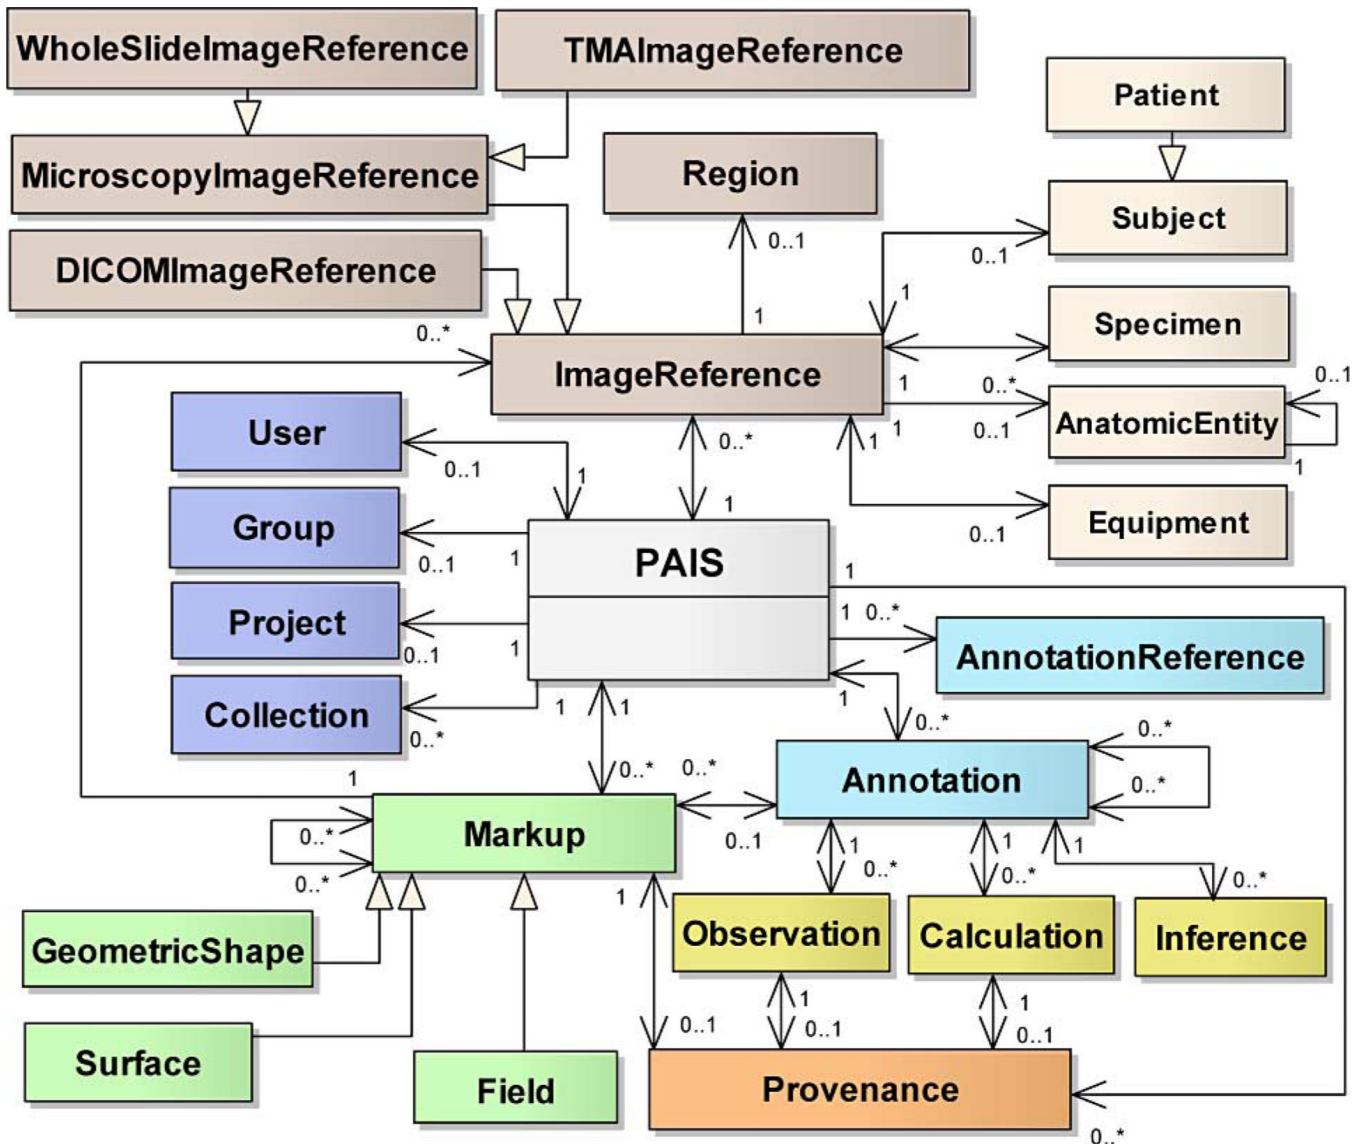 WholeSlideImageReference
TMAImageReference
Patient
MicroscopyImageReference
Region
Subject
0..1
0..1
DICOMImageReference
1
1
Specimen
0..*
ImageReference
1
0..*
0..1
User
0..*
1
0..1
AnatomicEntity
0..1
1
1
1
Group
1
0..1
Equipment
0..1
1
PAIS
1
Project
1
0..*
0..1
1
AnnotationReference
Collection
1
1
1
0..*
0..*
0..*
1
0..*
0..*
Annotation
0..*
Markup
0..*
0..1
1
1
1
0..*
0..*
0..*
0..*
1
GeometricShape
Observation
Calculation
Inference
1
1
0..1
0..1
0..1
Surface
Field
Provenance
0..*